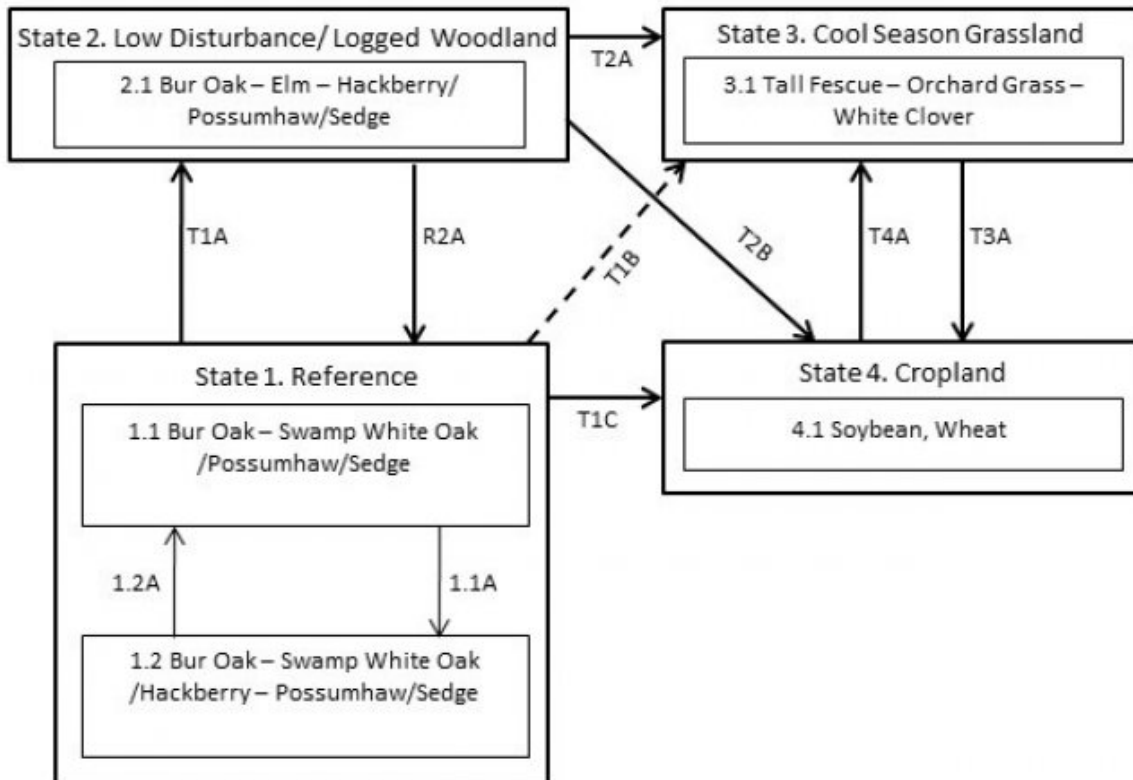 State 2. Low Disturbance/ Logged Woodland
2.1 Bur Oak – Elm – Hackberry/
Possumhaw/Sedge
T2A
State 3. Cool Season Grassland
3.1 Tall Fescue – Orchard Grass –
White Clover
T1A
R2A
T1B
T2B
T4A
T3A
State 1. Reference
1.1 Bur Oak – Swamp White Oak
/Possumhaw/Sedge
1.2A
1.1A
1.2 Bur Oak – Swamp White Oak
/Hackberry – Possumhaw/Sedge
T1C
State 4. Cropland
4.1 Soybean, Wheat